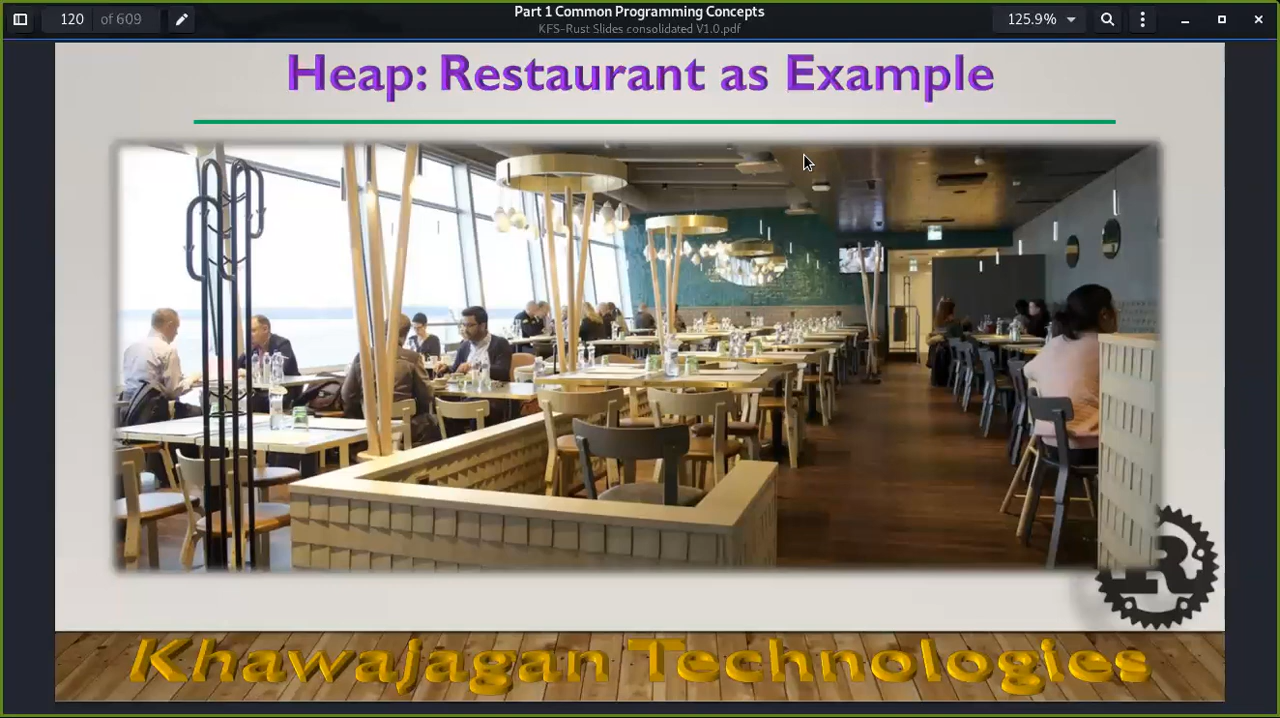 120 of 609
Part 1 Common Programming Concepts
KFS-Rust Slides consolidated V1.0.pdf
125.9%
Heap: Restaurant as Example
R
Khawajagan Technologies